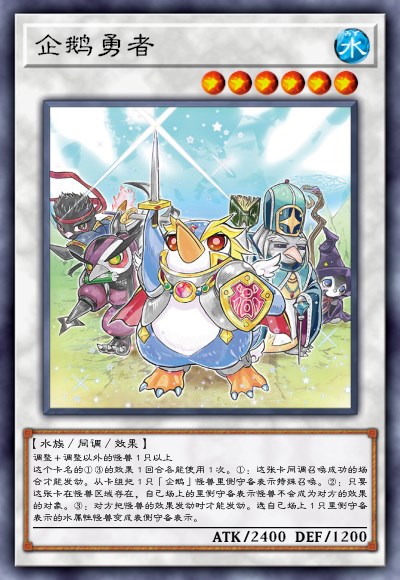 企鹅勇者
水
【水族／同调／效果】
调整＋调整以外的怪兽1只以上
这个卡名的①③的效果1回合各能使用1次。①：这张卡同调召唤成功的场
合才能发动。从卡组把1只「企鹅」怪兽里侧守备表示特殊召唤。②：只要
这张卡在怪兽区域存在，自己场上的里侧守备表示怪兽不会成为对方的效果
的对象。③：对方把怪兽的效果发动时才能发动。选自己场上1只里侧守备
表示的水属性怪兽变成表侧守备表示。
ATK/2400 DEF/1200